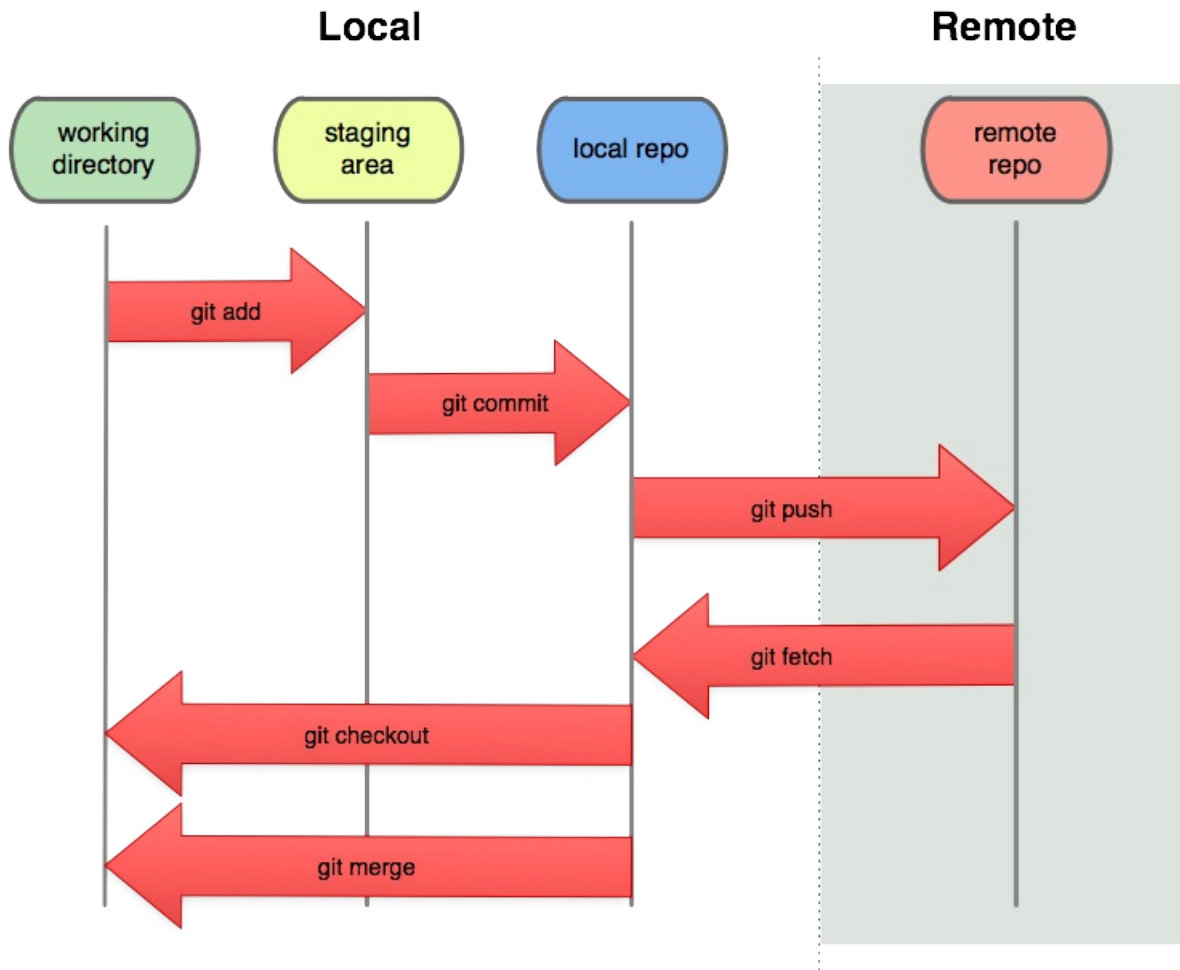 Local
Remote
working
directory
staging
area
local repo
remote
repo
git add
git commit
git push
git fetch
git checkout
git merge